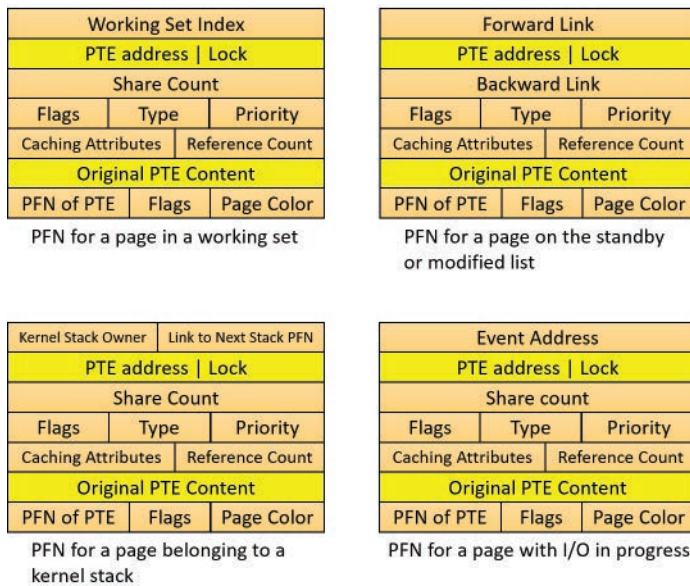 Working Set Index
PTE address | Lock
Share Count
Flags Type Priority
Caching Attributes Reference Count
Original PTE Content
PFN of PTE Flags Page Color
PFN for a page in a working set
Forward Link
PTE address | Lock
Backward Link
Flags Type Priority
Caching Attributes Reference Count
Original PTE Content
PFN of PTE Flags Page Color
PFN for a page on the standby
or modified list
Kernel Stack Owner Link to Next Stack PFN
PTE address | Lock
Share Count
Flags Type Priority
Caching Attributes Reference Count
Original PTE Content
PFN of PTE Flags Page Color
PFN for a page belonging to a
kernel stack
Event Address
PTE address | Lock
Share count
Flags Type Priority
Caching Attributes Reference Count
Original PTE Content
PFN of PTE Flags Page Color
PFN for a page with I/O in progress